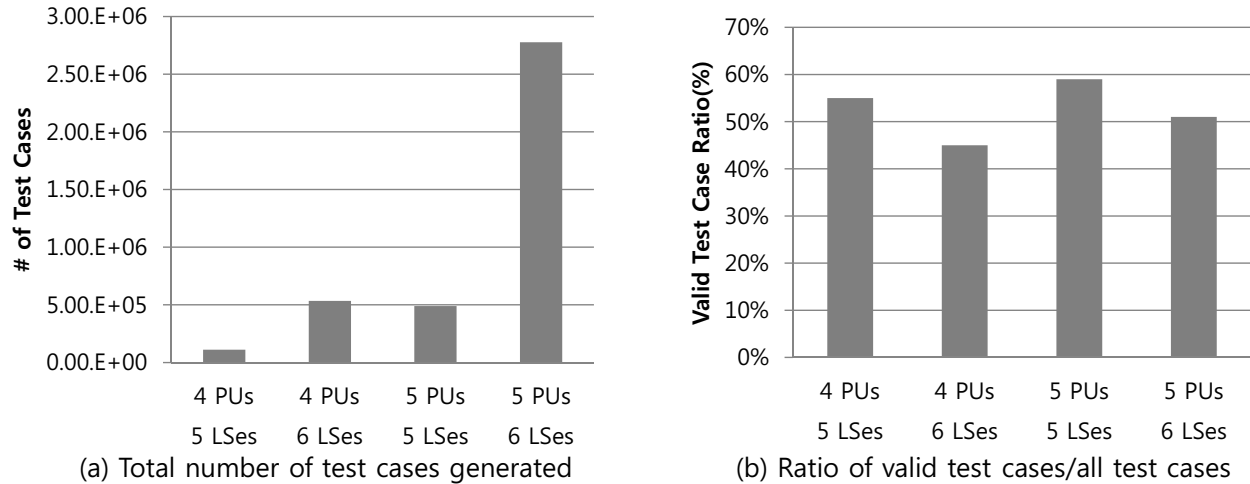 # of Test Cases
3.00.E+06
2.50.E+06
2.00.E+06
1.50.E+06
1.00.E+06
5.00.E+05
0.00.E+00
4 PUs 4 PUs 5 PUs 5 PUs
5 LSes 6 LSes 5 LSes 6 LSes
(a) Total number of test cases generated
Valid Test Case Ratio(%)
70%
60%
50%
40%
30%
20%
10%
0%
4 PUs 4 PUs 5 PUs 5 PUs
5 LSes 6 LSes 5 LSes 6 LSes
(b) Ratio of valid test cases/all test cases